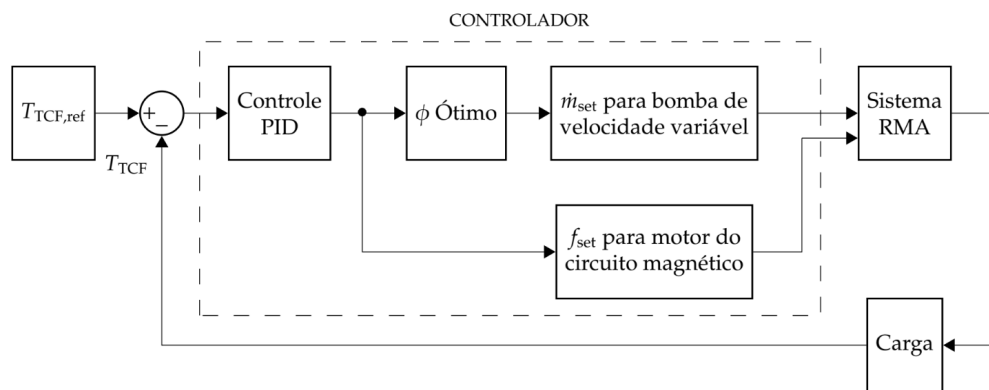 CONTROLADOR
T_TCF,ref
+
−
T_TCF
Controle
PID
ϕ Ótimo
ṁ_set para bomba de
velocidade variável
Sistema
RMA
f_set para motor do
circuito magnético
Carga